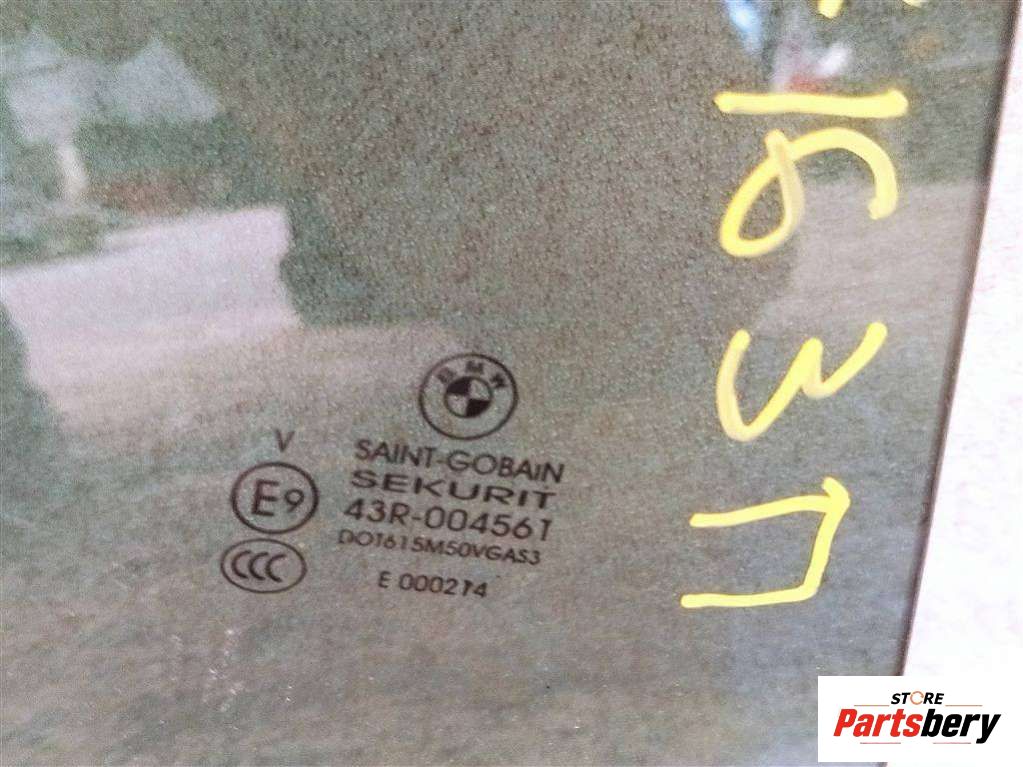 BMW
V
SAINT-GOBAIN
SEKURIT
E9
43R-004561
DOT615M50VGAS3
CCC
E 000214
STORE
Partsbery